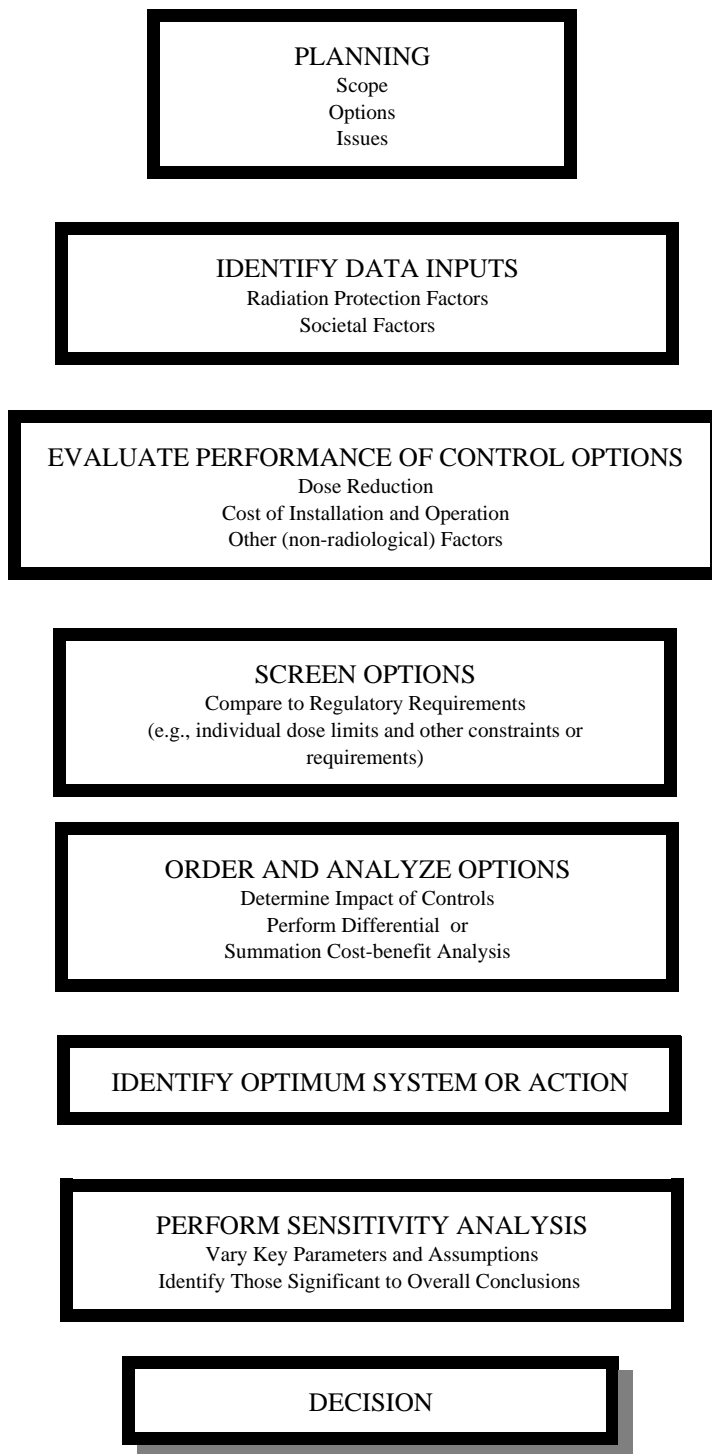 PLANNING
Scope
Options
Issues
IDENTIFY DATA INPUTS
Radiation Protection Factors
Societal Factors
EVALUATE PERFORMANCE OF CONTROL OPTIONS
Dose Reduction
Cost of Installation and Operation
Other (non-radiological) Factors
SCREEN OPTIONS
Compare to Regulatory Requirements
(e.g., individual dose limits and other constraints or
requirements)
ORDER AND ANALYZE OPTIONS
Determine Impact of Controls
Perform Differential or
Summation Cost-benefit Analysis
IDENTIFY OPTIMUM SYSTEM OR ACTION
PERFORM SENSITIVITY ANALYSIS
Vary Key Parameters and Assumptions
Identify Those Significant to Overall Conclusions
DECISION